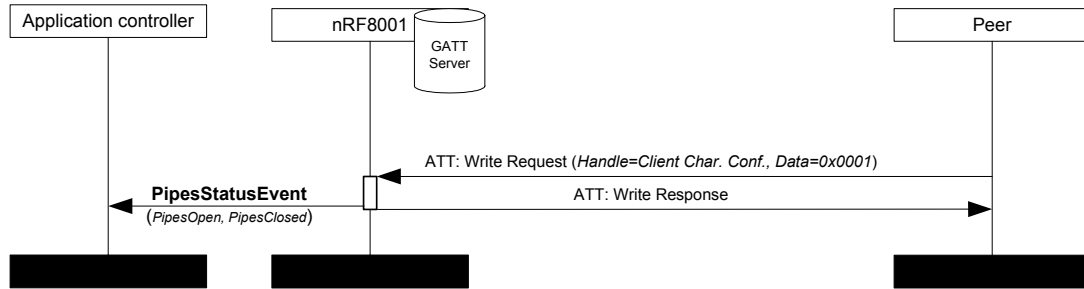 Application controller
nRF8001
GATT
Server
Peer
ATT: Write Request (Handle=Client Char. Conf., Data=0x0001)
PipesStatusEvent
(PipesOpen, PipesClosed)
ATT: Write Response